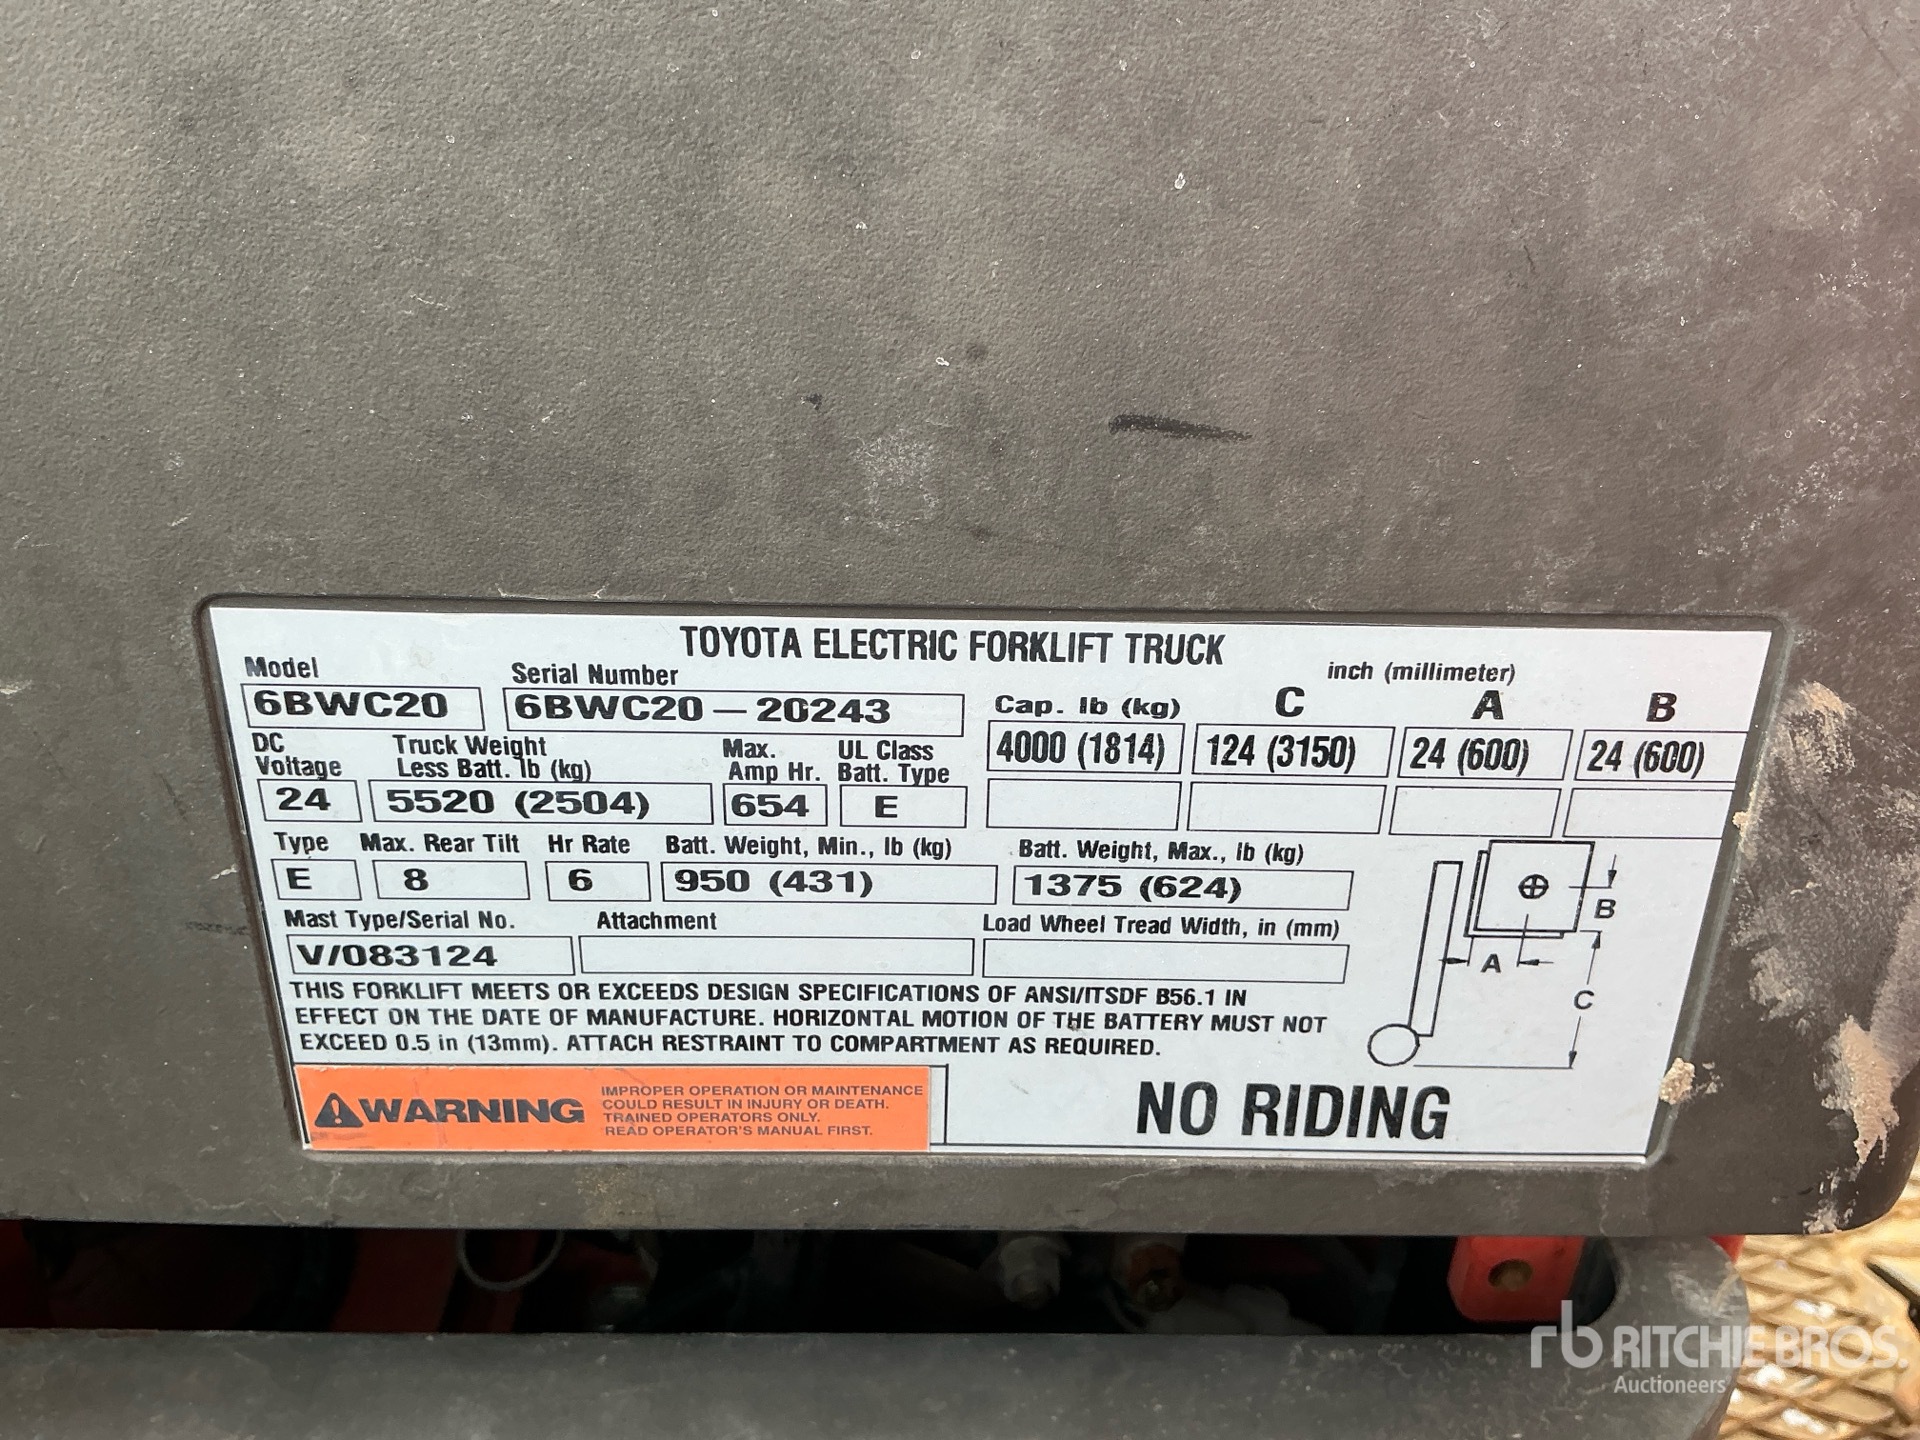 TOYOTA ELECTRIC FORKLIFT TRUCK
Model Serial Number inch (millimeter)
6BWC20 6BWC20 – 20243 Cap. lb (kg) C A B
DC Voltage Truck Weight Less Batt. lb (kg) Max. Amp Hr. UL Class Batt. Type 4000 (1814) 124 (3150) 24 (600) 24 (600)
24 5520 (2504) 654 E
Type Max. Rear Tilt Hr Rate Batt. Weight, Min., lb (kg) Batt. Weight, Max., lb (kg)
E 8 6 950 (431) 1375 (624)
Mast Type/Serial No. Attachment Load Wheel Tread Width, in (mm)
V/083124
B
A
C
THIS FORKLIFT MEETS OR EXCEEDS DESIGN SPECIFICATIONS OF ANSI/ITSDF B56.1 IN
EFFECT ON THE DATE OF MANUFACTURE. HORIZONTAL MOTION OF THE BATTERY MUST NOT
EXCEED 0.5 in (13mm). ATTACH RESTRAINT TO COMPARTMENT AS REQUIRED.
WARNING
IMPROPER OPERATION OR MAINTENANCE
COULD RESULT IN INJURY OR DEATH.
TRAINED OPERATORS ONLY.
READ OPERATOR'S MANUAL FIRST.
NO RIDING
rb RITCHIE BROS.
Auctioneers